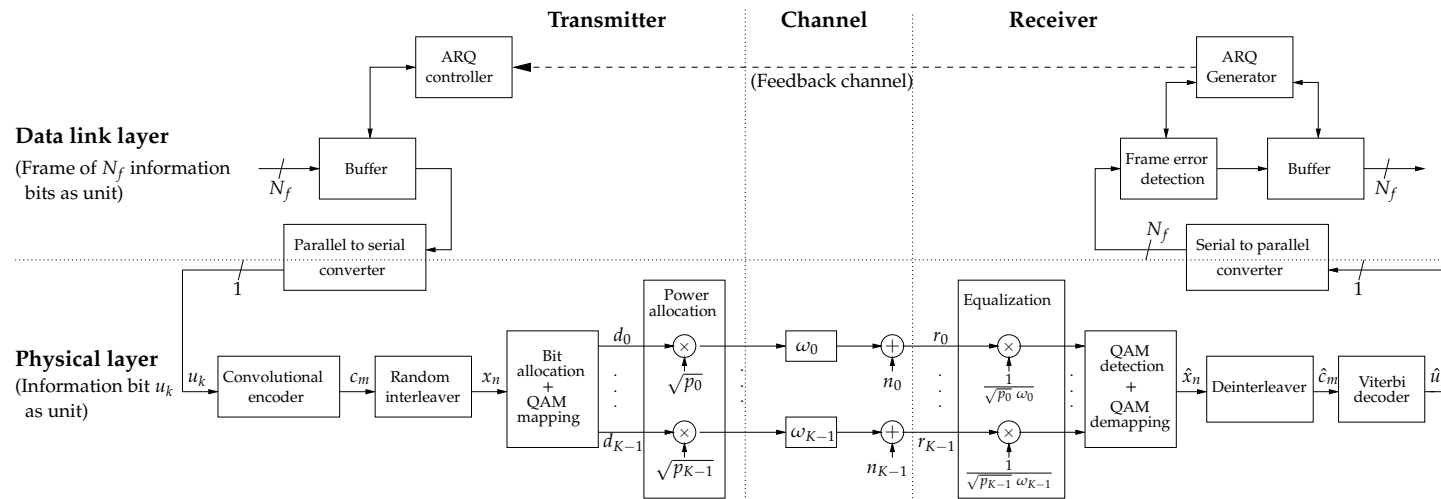 Transmitter
Channel
Receiver
ARQ
controller
(Feedback channel)
ARQ
Generator
Data link layer
(Frame of N_f information
bits as unit)
N_f
Buffer
Frame error
detection
Buffer
N_f
Parallel to serial
converter
N_f
Serial to parallel
converter
1
1
Power
allocation
Equalization
Physical layer
(Information bit u_k
as unit)
u_k
Convolutional
encoder
c_m
Random
interleaver
x_n
Bit
allocation
+
QAM
mapping
d_0
×
√p_0
ω_0
+
n_0
r_0
×
1
√p_0 ω_0
d_{K−1}
×
√p_{K−1}
ω_{K−1}
+
n_{K−1}
r_{K−1}
×
1
√p_{K−1} ω_{K−1}
QAM
detection
+
QAM
demapping
x̂_n
Deinterleaver
ĉ_m
Viterbi
decoder
û